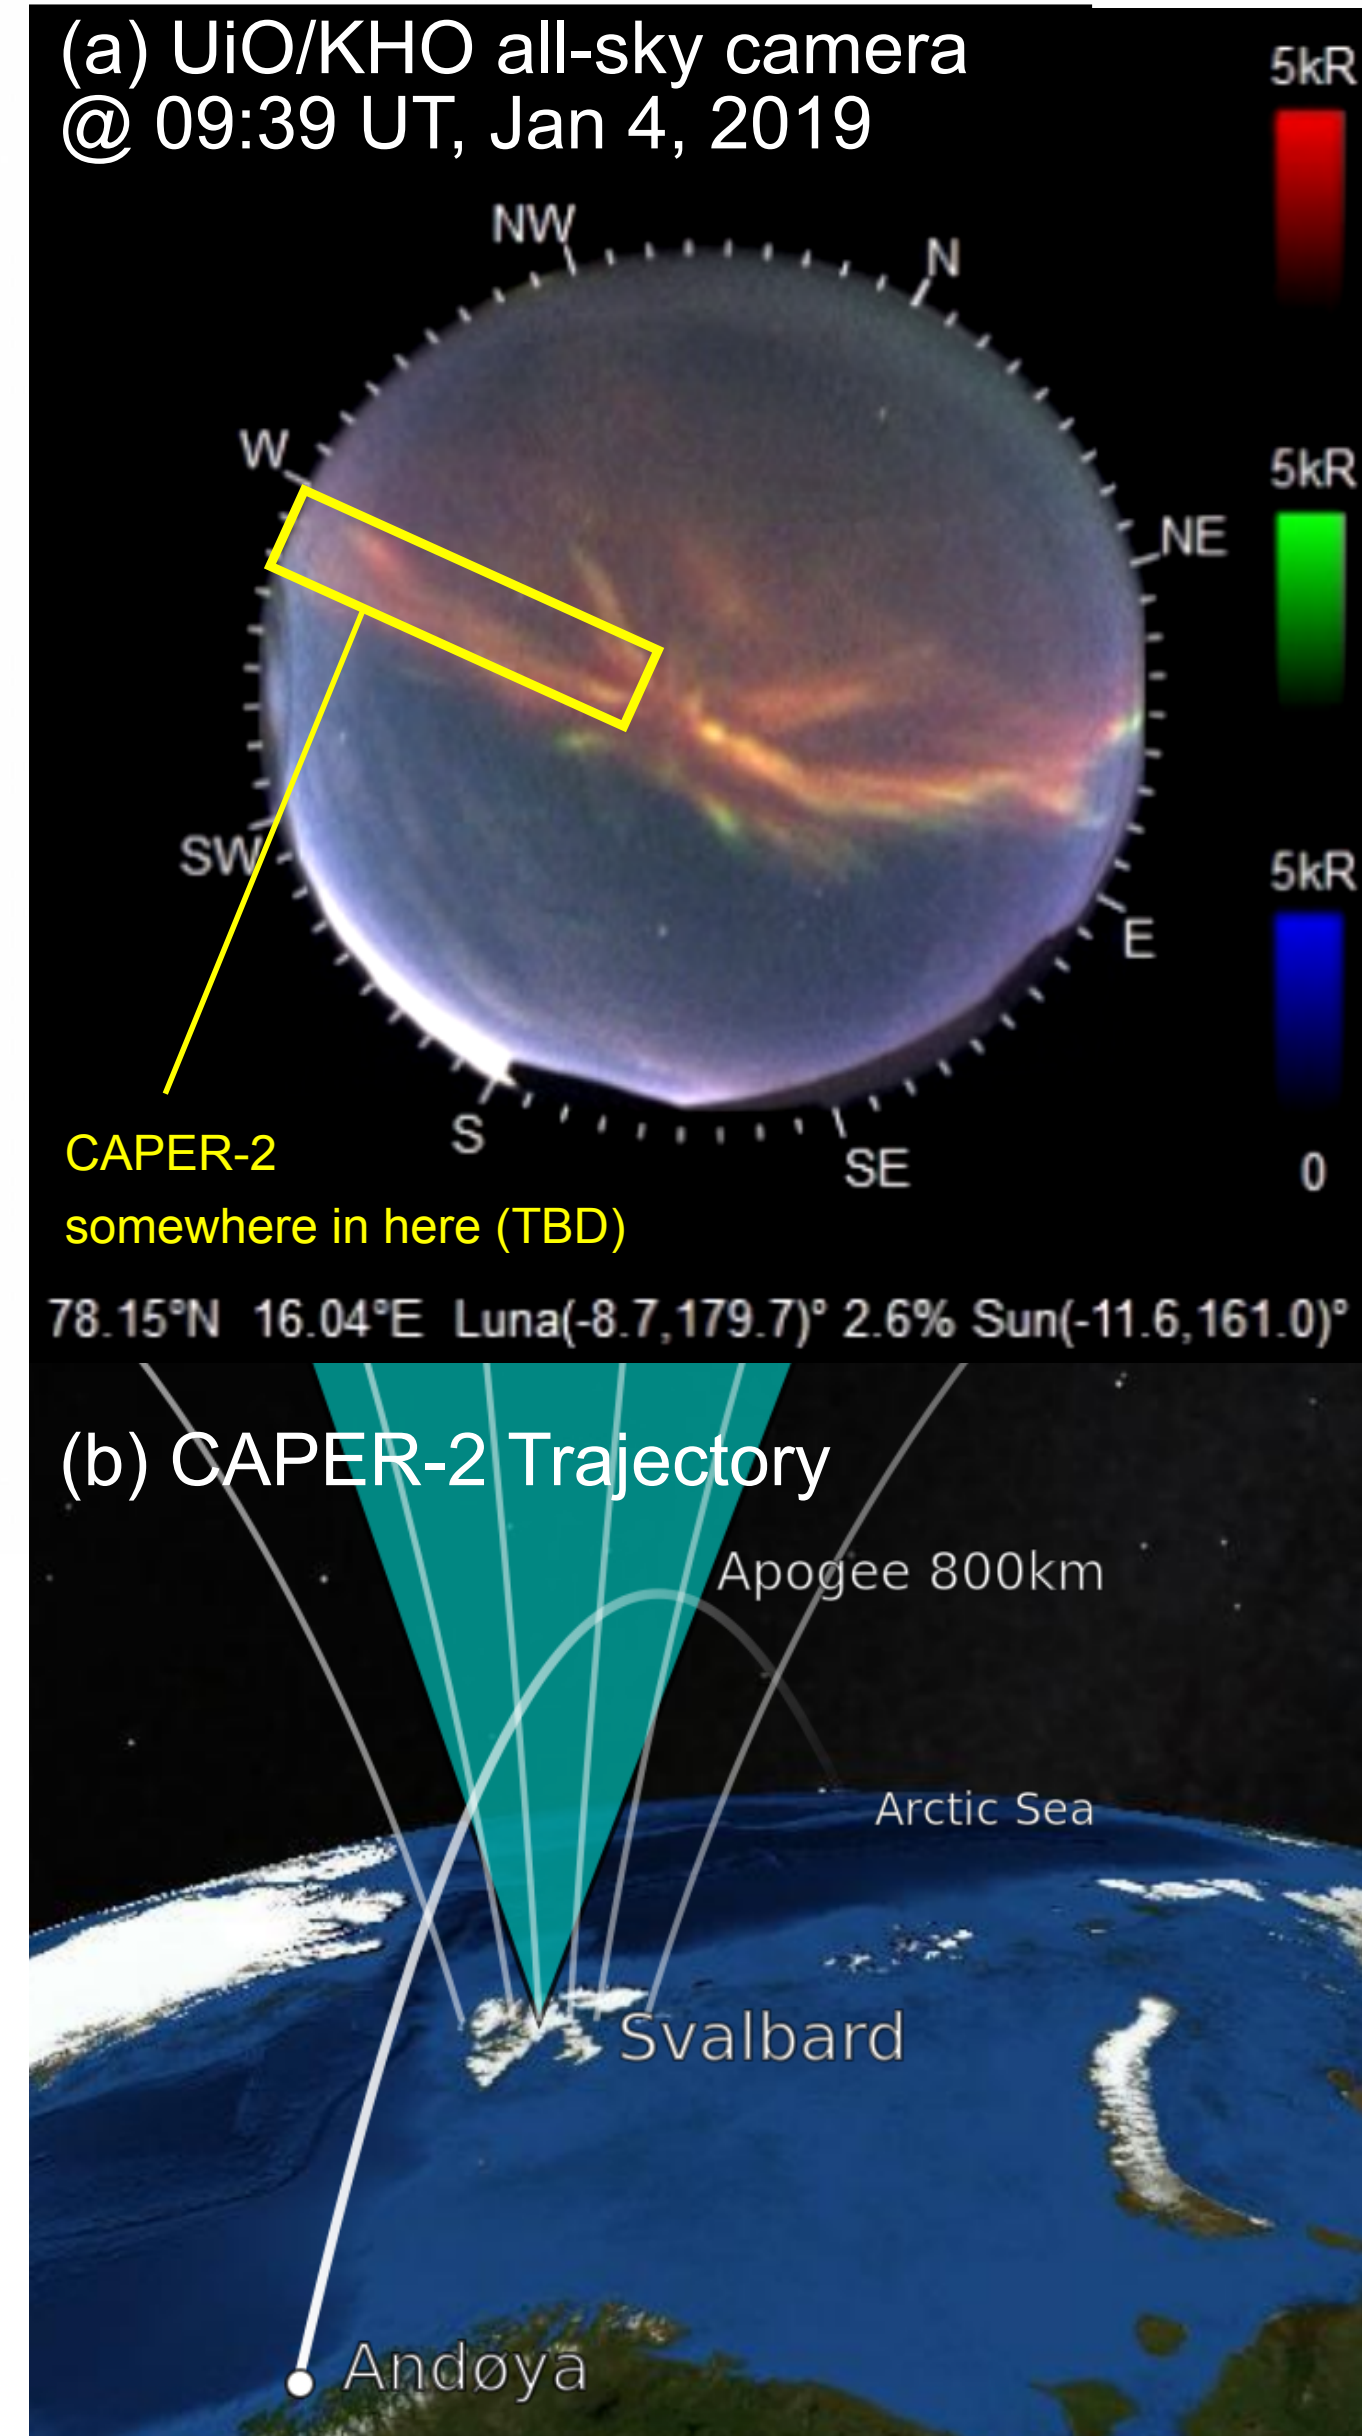 (a) UiO/KHO all-sky camera
@ 09:39 UT, Jan 4, 2019
5kR
NW
N
W
5kR
NE
SW
5kR
E
S
CAPER-2
SE
0
somewhere in here (TBD)
78.15°N 16.04°E Luna(-8.7,179.7)° 2.6% Sun(-11.6,161.0)°
(b) CAPER-2 Trajectory
Apogee 800km
Arctic Sea
Svalbard
Andøya